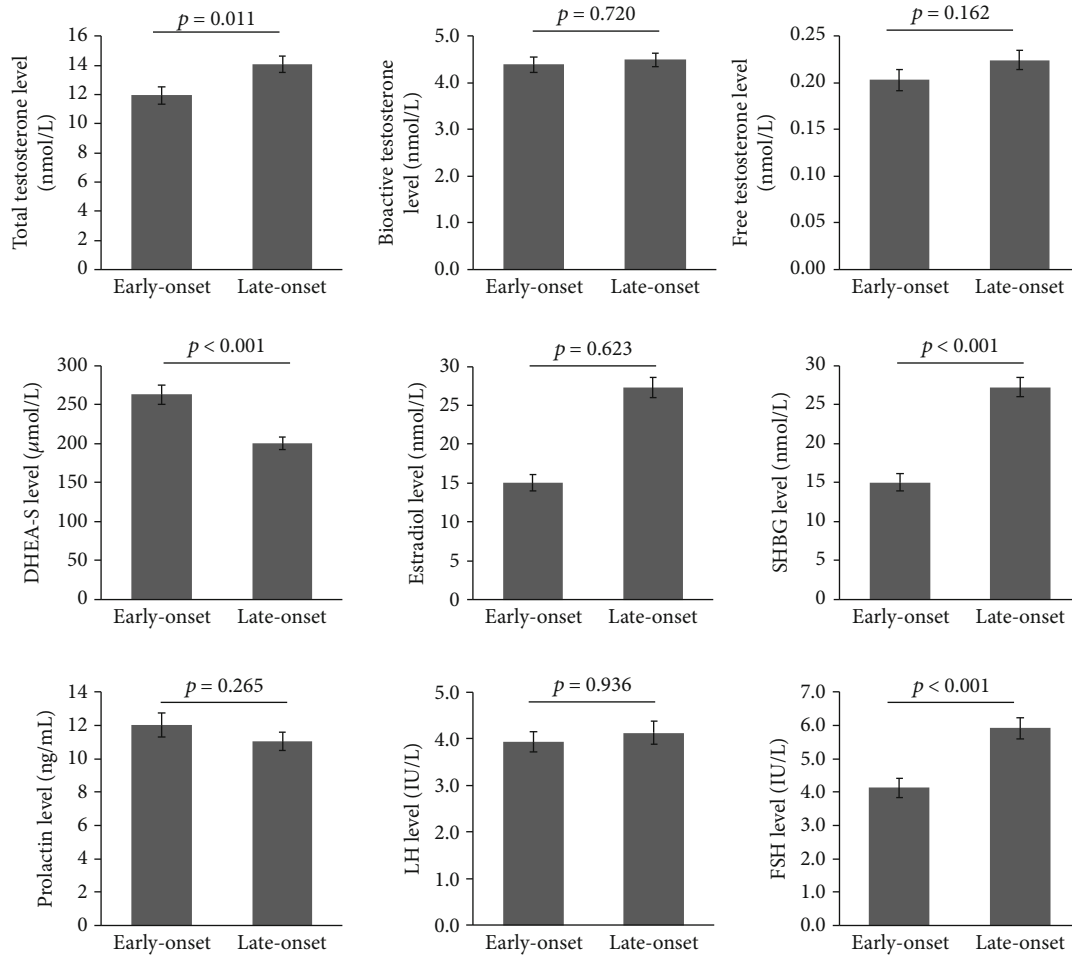 p = 0.011
Total testosterone level
(nmol/L)
16
14
12
10
8
6
4
2
0
Early-onset Late-onset
p = 0.720
Bioactive testosterone
level (nmol/L)
5.0
4.0
3.0
2.0
1.0
0.0
Early-onset Late-onset
p = 0.162
Free testosterone level
(nmol/L)
0.25
0.20
0.15
0.10
0.05
0.00
Early-onset Late-onset
p < 0.001
DHEA-S level (μmol/L)
300
250
200
150
100
50
0
Early-onset Late-onset
p = 0.623
Estradiol level (nmol/L)
30
25
20
15
10
5
0
Early-onset Late-onset
p < 0.001
SHBG level (nmol/L)
30
25
20
15
10
5
0
Early-onset Late-onset
p = 0.265
Prolactin level (ng/mL)
14
12
10
8
6
4
2
0
Early-onset Late-onset
p = 0.936
LH level (IU/L)
5.0
4.0
3.0
2.0
1.0
0.0
Early-onset Late-onset
p < 0.001
FSH level (IU/L)
7.0
6.0
5.0
4.0
3.0
2.0
1.0
0.0
Early-onset Late-onset